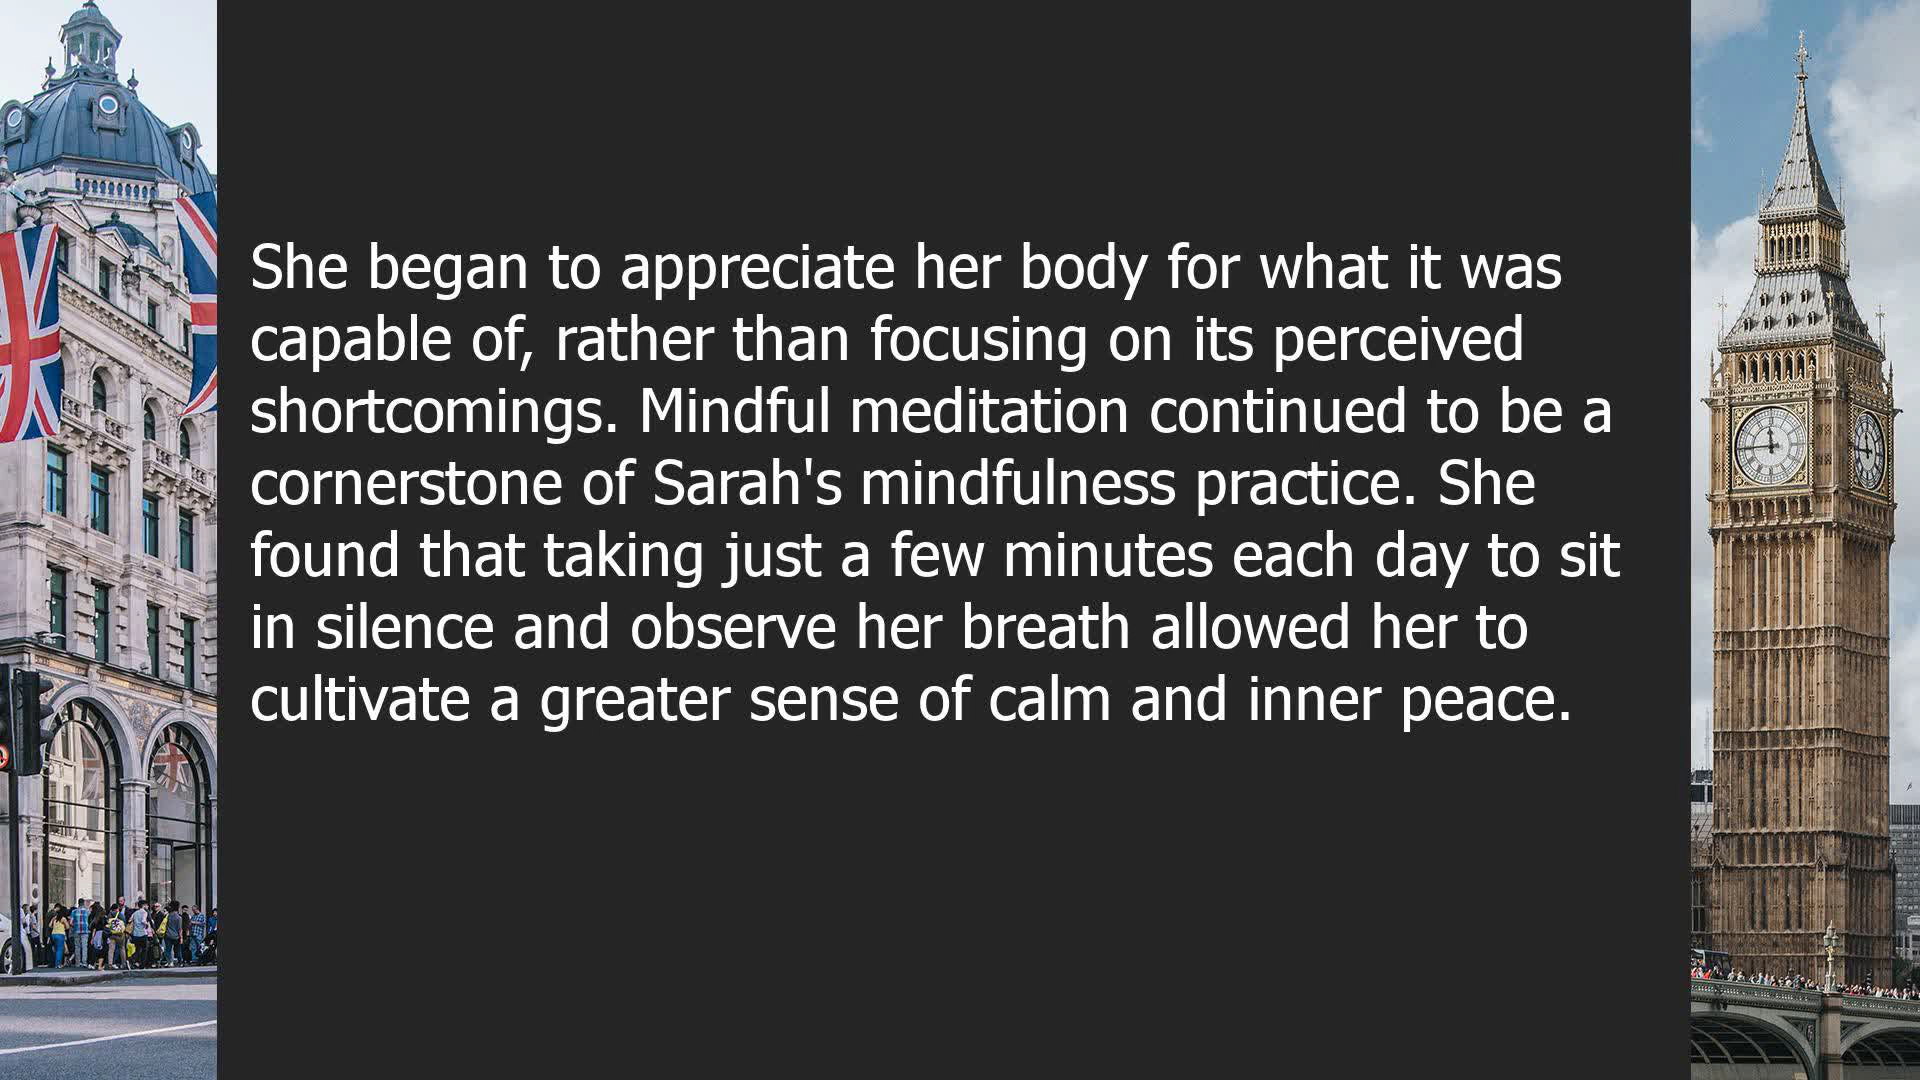 She began to appreciate her body for what it was
capable of, rather than focusing on its perceived
shortcomings. Mindful meditation continued to be a
cornerstone of Sarah's mindfulness practice. She
found that taking just a few minutes each day to sit
in silence and observe her breath allowed her to
cultivate a greater sense of calm and inner peace.